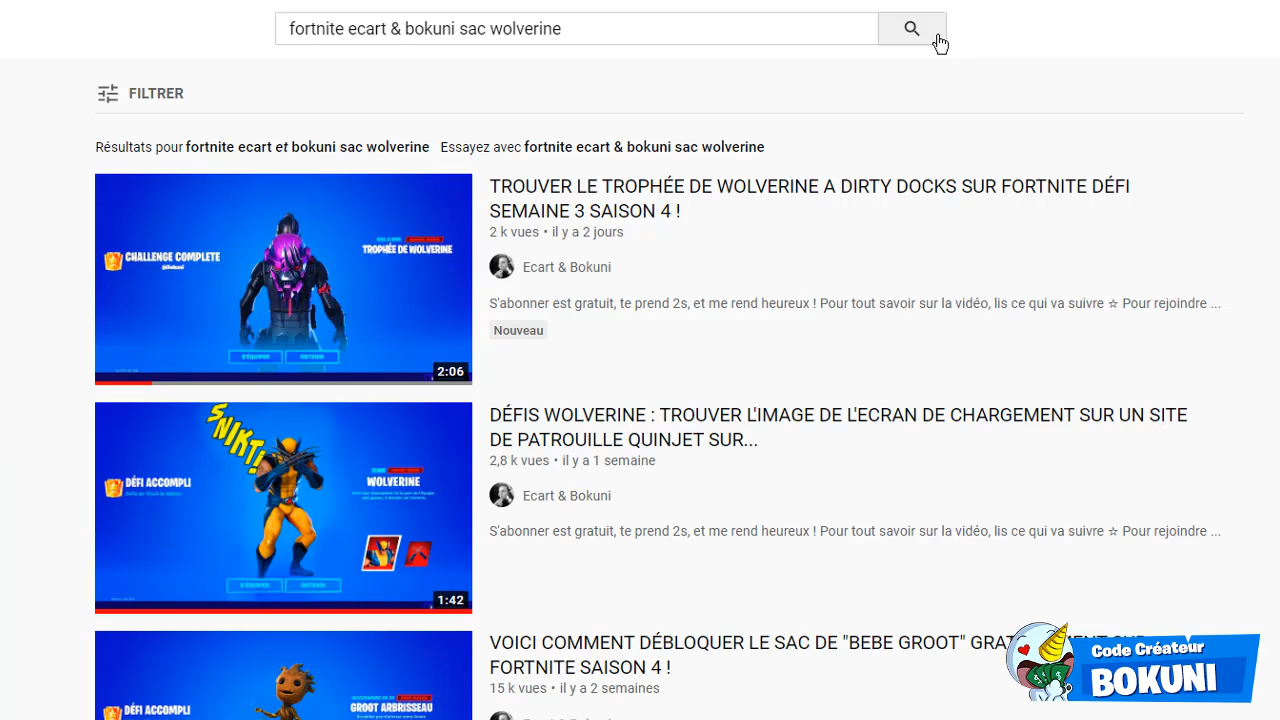 fortnite ecart & bokuni sac wolverine
FILTRER
Résultats pour fortnite ecart et bokuni sac wolverine Essayez avec fortnite ecart & bokuni sac wolverine
TROUVER LE TROPHÉE DE WOLVERINE A DIRTY DOCKS SUR FORTNITE DÉFI
SEMAINE 3 SAISON 4 !
2 k vues • il y a 2 jours
Ecart & Bokuni
S'abonner est gratuit, te prend 2s, et me rend heureux ! Pour tout savoir sur la vidéo, lis ce qui va suivre ☆ Pour rejoindre ...
Nouveau
CHALLENGE COMPLETE
@Bokuni
TROPHÉE DE WOLVERINE
S'ÉQUIPER
OBTENIR
2:06
DÉFIS WOLVERINE : TROUVER L'IMAGE DE L'ECRAN DE CHARGEMENT SUR UN SITE
DE PATROUILLE QUINJET SUR...
2,8 k vues • il y a 1 semaine
Ecart & Bokuni
S'abonner est gratuit, te prend 2s, et me rend heureux ! Pour tout savoir sur la vidéo, lis ce qui va suivre ☆ Pour rejoindre ...
SNIKT!
DÉFI ACCOMPLI
WOLVERINE
S'ÉQUIPER
OBTENIR
1:42
VOICI COMMENT DÉBLOQUER LE SAC DE "BEBE GROOT"
FORTNITE SAISON 4 !
15 k vues • il y a 2 semaines
Ecart & Bokuni
DÉFI ACCOMPLI
GROOT ARBRISSEAU
Code Créateur
BOKUNI